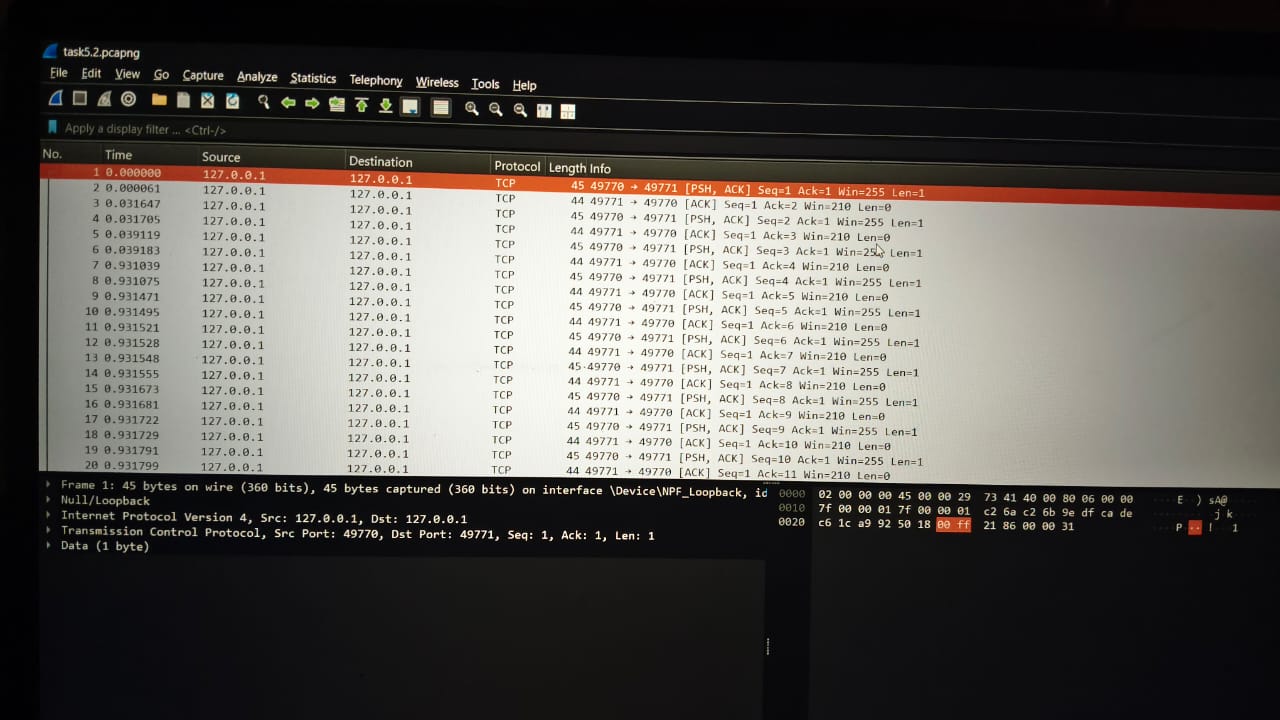 task5.2.pcapng
File Edit View Go Capture Analyze Statistics Telephony Wireless Tools Help
Apply a display filter ... <Ctrl-/>
No. Time Source Destination Protocol Length Info
1 0.000000 127.0.0.1 127.0.0.1 TCP 45 49770 → 49771 [PSH, ACK] Seq=1 Ack=1 Win=255 Len=1
2 0.000061 127.0.0.1 127.0.0.1 TCP 44 49771 → 49770 [ACK] Seq=1 Ack=2 Win=210 Len=0
3 0.031647 127.0.0.1 127.0.0.1 TCP 45 49770 → 49771 [PSH, ACK] Seq=2 Ack=1 Win=255 Len=1
4 0.031705 127.0.0.1 127.0.0.1 TCP 44 49771 → 49770 [ACK] Seq=1 Ack=3 Win=210 Len=0
5 0.039119 127.0.0.1 127.0.0.1 TCP 45 49770 → 49771 [PSH, ACK] Seq=3 Ack=1 Win=255 Len=1
6 0.039183 127.0.0.1 127.0.0.1 TCP 44 49771 → 49770 [ACK] Seq=1 Ack=4 Win=210 Len=0
7 0.931039 127.0.0.1 127.0.0.1 TCP 45 49770 → 49771 [PSH, ACK] Seq=4 Ack=1 Win=255 Len=1
8 0.931075 127.0.0.1 127.0.0.1 TCP 44 49771 → 49770 [ACK] Seq=1 Ack=5 Win=210 Len=0
9 0.931471 127.0.0.1 127.0.0.1 TCP 45 49770 → 49771 [PSH, ACK] Seq=5 Ack=1 Win=255 Len=1
10 0.931495 127.0.0.1 127.0.0.1 TCP 44 49771 → 49770 [ACK] Seq=1 Ack=6 Win=210 Len=0
11 0.931521 127.0.0.1 127.0.0.1 TCP 45 49770 → 49771 [PSH, ACK] Seq=6 Ack=1 Win=255 Len=1
12 0.931528 127.0.0.1 127.0.0.1 TCP 44 49771 → 49770 [ACK] Seq=1 Ack=7 Win=210 Len=0
13 0.931548 127.0.0.1 127.0.0.1 TCP 45 49770 → 49771 [PSH, ACK] Seq=7 Ack=1 Win=255 Len=1
14 0.931555 127.0.0.1 127.0.0.1 TCP 44 49771 → 49770 [ACK] Seq=1 Ack=8 Win=210 Len=0
15 0.931673 127.0.0.1 127.0.0.1 TCP 45 49770 → 49771 [PSH, ACK] Seq=8 Ack=1 Win=255 Len=1
16 0.931681 127.0.0.1 127.0.0.1 TCP 44 49771 → 49770 [ACK] Seq=1 Ack=9 Win=210 Len=0
17 0.931722 127.0.0.1 127.0.0.1 TCP 45 49770 → 49771 [PSH, ACK] Seq=9 Ack=1 Win=255 Len=1
18 0.931729 127.0.0.1 127.0.0.1 TCP 44 49771 → 49770 [ACK] Seq=1 Ack=10 Win=210 Len=0
19 0.931791 127.0.0.1 127.0.0.1 TCP 45 49770 → 49771 [PSH, ACK] Seq=10 Ack=1 Win=255 Len=1
20 0.931799 127.0.0.1 127.0.0.1 TCP 44 49771 → 49770 [ACK] Seq=1 Ack=11 Win=210 Len=0
Frame 1: 45 bytes on wire (360 bits), 45 bytes captured (360 bits) on interface \Device\NPF_Loopback, id
Null/Loopback
Internet Protocol Version 4, Src: 127.0.0.1, Dst: 127.0.0.1
Transmission Control Protocol, Src Port: 49770, Dst Port: 49771, Seq: 1, Ack: 1, Len: 1
Data (1 byte)
0000 02 00 00 00 45 00 00 29 73 41 40 00 80 06 00 00 ····E··) sA@·····
0010 7f 00 00 01 7f 00 00 01 c2 6a c2 6b 9e df ca de ·j·k
0020 c6 1c a9 92 50 18 00 ff 21 86 00 00 31 P··· !···1